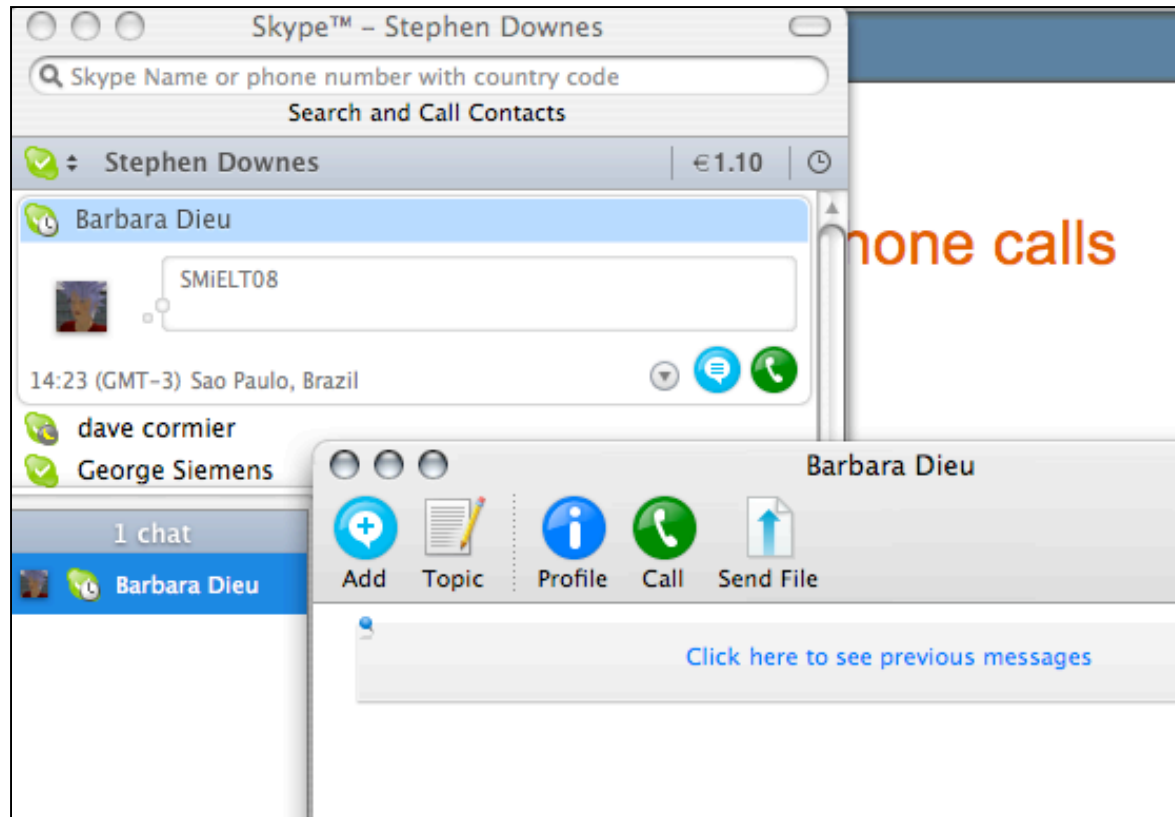 Skype™ – Stephen Downes
Skype Name or phone number with country code
Search and Call Contacts
Stephen Downes €1.10
Barbara Dieu
SMiELT08
14:23 (GMT-3) Sao Paulo, Brazil
dave cormier
George Siemens
1 chat
Barbara Dieu
Barbara Dieu
Add Topic Profile Call Send File
Click here to see previous messages
hone calls